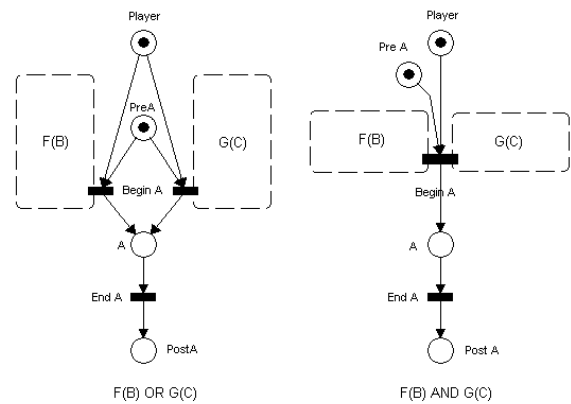 Player
F(B)
PreA
G(C)
Begin A
A
End A
PostA
F(B) OR G(C)
Player
Pre A
F(B)
G(C)
Begin A
A
End A
Post A
F(B) AND G(C)